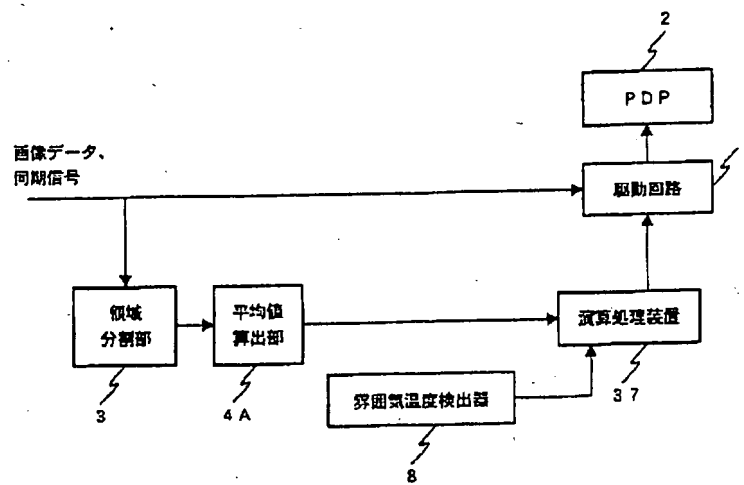 2
PDP
画像データ、
同期信号
駆動回路
領域
分割部
平均値
算出部
演算処理装置
3
4A
雰囲気温度検出器
37
8